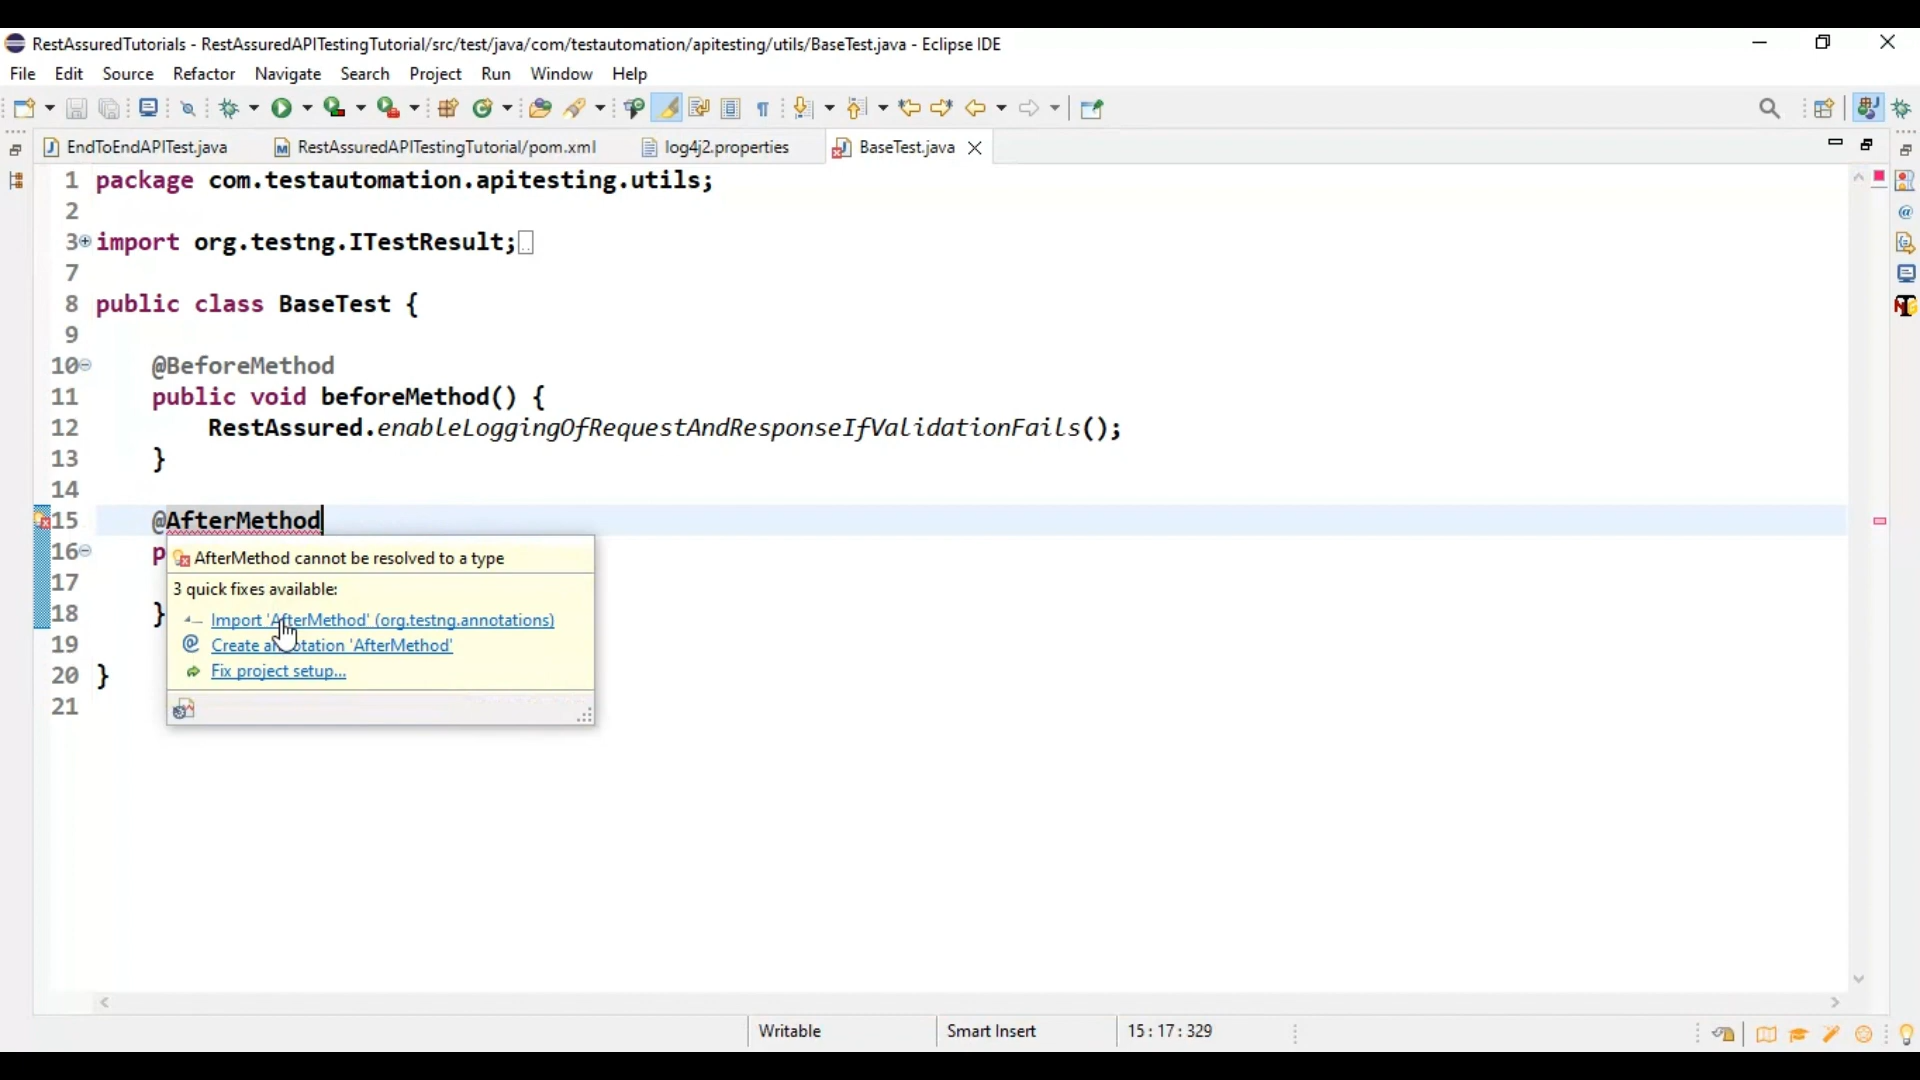 RestAssuredTutorials - RestAssuredAPITestingTutorial/src/test/java/com/testautomation/apitesting/utils/BaseTest.java - Eclipse IDE
File Edit Source Refactor Navigate Search Project Run Window Help
EndToEndAPITest.java RestAssuredAPITestingTutorial/pom.xml log4j2.properties BaseTest.java
1 package com.testautomation.apitesting.utils;
2
3 import org.testng.ITestResult;
7
8 public class BaseTest {
9
10 @BeforeMethod
11 public void beforeMethod() {
12 RestAssured.enableLoggingOfRequestAndResponseIfValidationFails();
13 }
14
15 @AfterMethod
16 p
AfterMethod cannot be resolved to a type
17
3 quick fixes available:
18 }
Import 'AfterMethod' (org.testng.annotations)
19
Create annotation 'AfterMethod'
20 }
Fix project setup...
21
Writable Smart Insert 15 : 17 : 329